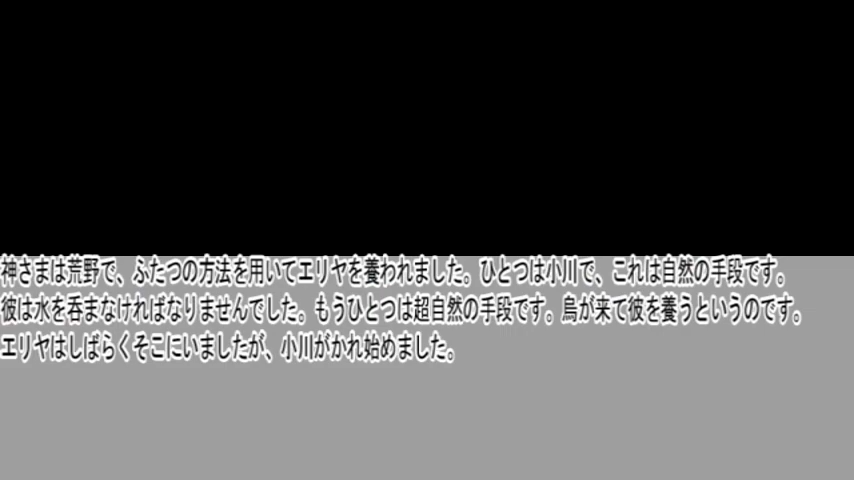 神さまは荒野で、ふたつの方法を用いてエリヤを養われました。ひとつは小川で、これは自然の手段です。
彼は水を呑まなければなりませんでした。もうひとつは超自然の手段です。烏が来て彼を養うというのです。
エリヤはしばらくそこにいましたが、小川がかれ始めました。